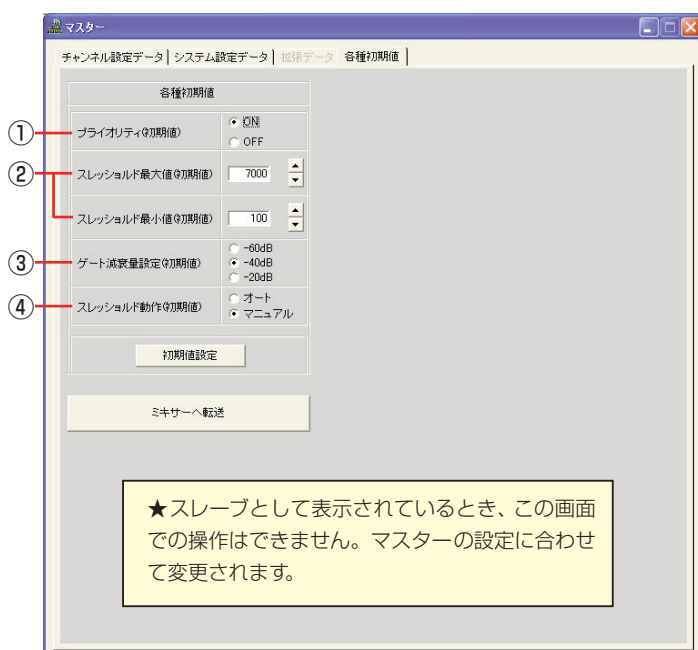 マスター
チャンネル設定データ システム設定データ 拡張データ 各種初期値
各種初期値
① プライオリティ(初期値) ON
OFF
② スレッショルド最大値(初期値) 7000
スレッショルド最小値(初期値) 100
③ ゲート減衰量設定(初期値) -60dB
-40dB
-20dB
④ スレッショルド動作(初期値) オート
マニュアル
初期値設定
ミキサーへ転送
★スレーブとして表示されているとき、この画面
での操作はできません。マスターの設定に合わせ
て変更されます。